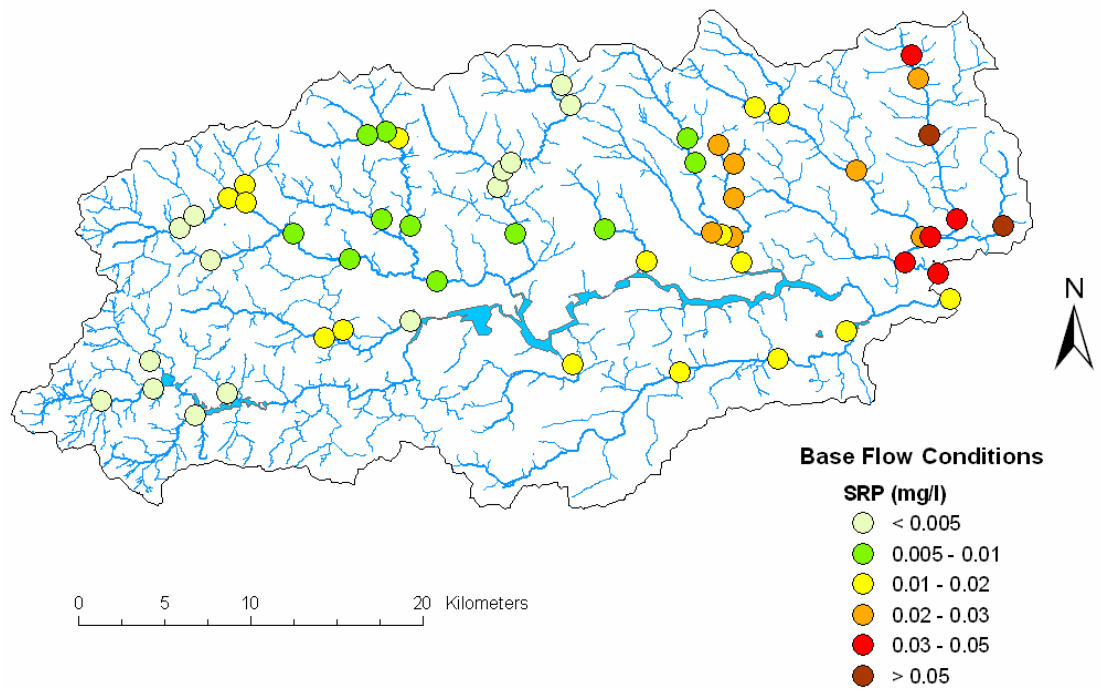 N
Base Flow Conditions
SRP (mg/l)
< 0.005
0.005 - 0.01
0.01 - 0.02
0.02 - 0.03
0.03 - 0.05
> 0.05
0 5 10 20 Kilometers